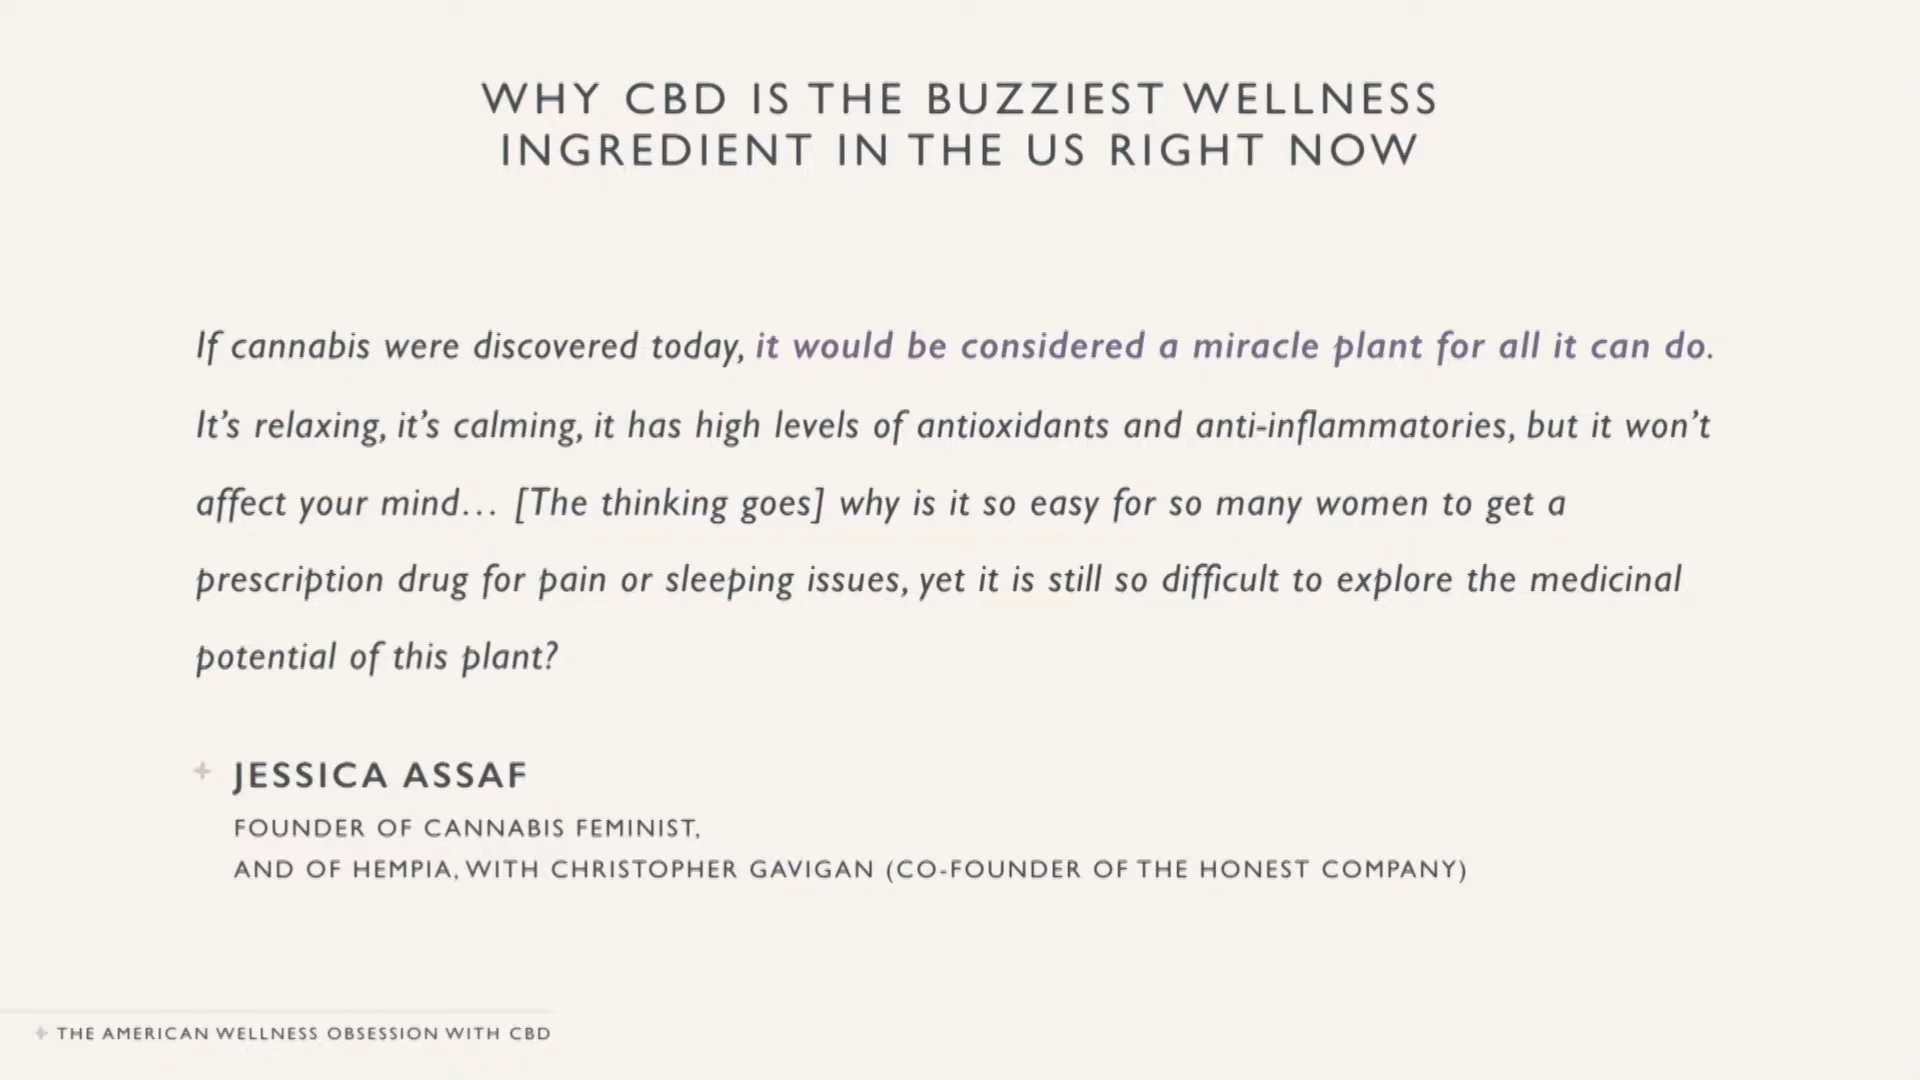 WHY CBD IS THE BUZZIEST WELLNESS
INGREDIENT IN THE US RIGHT NOW
If cannabis were discovered today, it would be considered a miracle plant for all it can do.
It’s relaxing, it’s calming, it has high levels of antioxidants and anti-inflammatories, but it won’t
affect your mind… [The thinking goes] why is it so easy for so many women to get a
prescription drug for pain or sleeping issues, yet it is still so difficult to explore the medicinal
potential of this plant?
JESSICA ASSAF
FOUNDER OF CANNABIS FEMINIST,
AND OF HEMPIA, WITH CHRISTOPHER GAVIGAN (CO-FOUNDER OF THE HONEST COMPANY)
THE AMERICAN WELLNESS OBSESSION WITH CBD